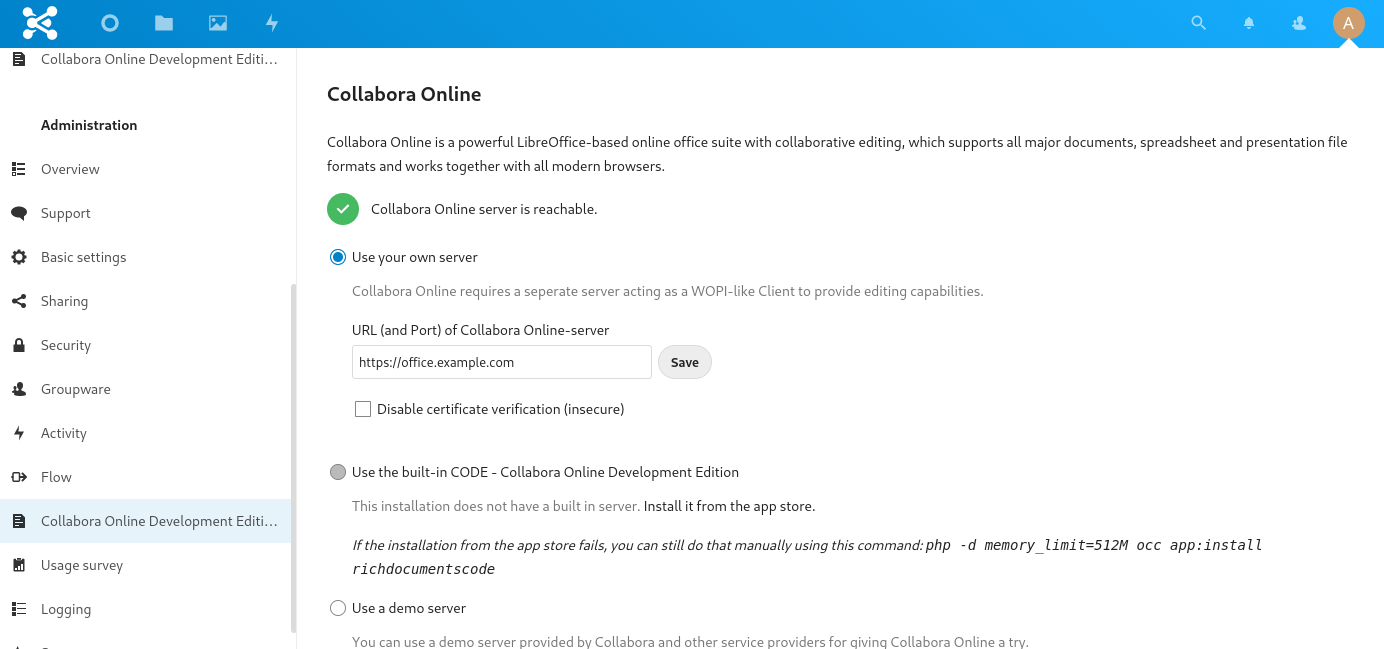 A
Collabora Online Development Editi...
Administration
Overview
Support
Basic settings
Sharing
Security
Groupware
Activity
Flow
Collabora Online Development Editi...
Usage survey
Logging
Collabora Online
Collabora Online is a powerful LibreOffice-based online office suite with collaborative editing, which supports all major documents, spreadsheet and presentation file
formats and works together with all modern browsers.
Collabora Online server is reachable.
Use your own server
Collabora Online requires a seperate server acting as a WOPI-like Client to provide editing capabilities.
URL (and Port) of Collabora Online-server
https://office.example.com Save
Disable certificate verification (insecure)
Use the built-in CODE - Collabora Online Development Edition
This installation does not have a built in server. Install it from the app store.
If the installation from the app store fails, you can still do that manually using this command: php -d memory_limit=512M occ app:install
richdocumentscode
Use a demo server
You can use a demo server provided by Collabora and other service providers for giving Collabora Online a try.